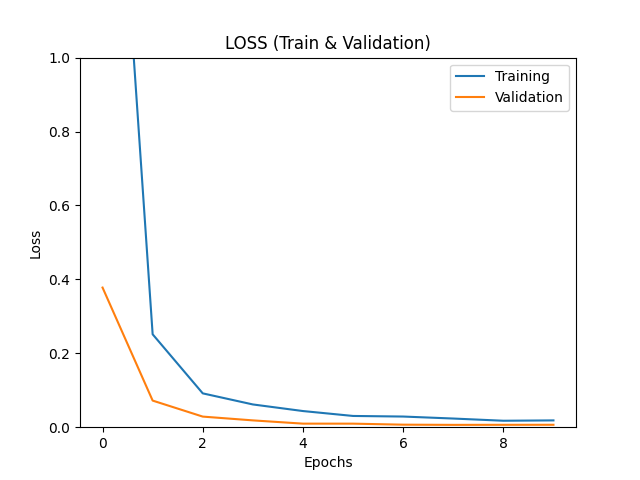 LOSS (Train & Validation)
1.0
0.8
0.6
0.4
0.2
0.0
Loss
Training
Validation
0 2 4 6 8
Epochs